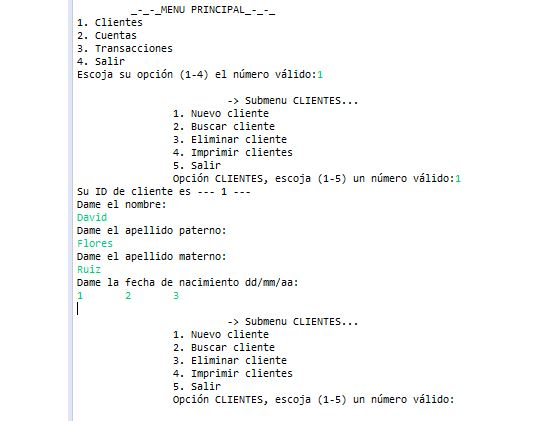 _-_-_MENU PRINCIPAL_-_-_
1. Clientes
2. Cuentas
3. Transacciones
4. Salir
Escoja su opción (1-4) el número válido:1
-> Submenu CLIENTES...
1. Nuevo cliente
2. Buscar cliente
3. Eliminar cliente
4. Imprimir clientes
5. Salir
Opción CLIENTES, escoja (1-5) un número válido:1
Su ID de cliente es --- 1 ---
Dame el nombre:
David
Dame el apellido paterno:
Flores
Dame el apellido materno:
Ruiz
Dame la fecha de nacimiento dd/mm/aa:
1 2 3
-> Submenu CLIENTES...
1. Nuevo cliente
2. Buscar cliente
3. Eliminar cliente
4. Imprimir clientes
5. Salir
Opción CLIENTES, escoja (1-5) un número válido: